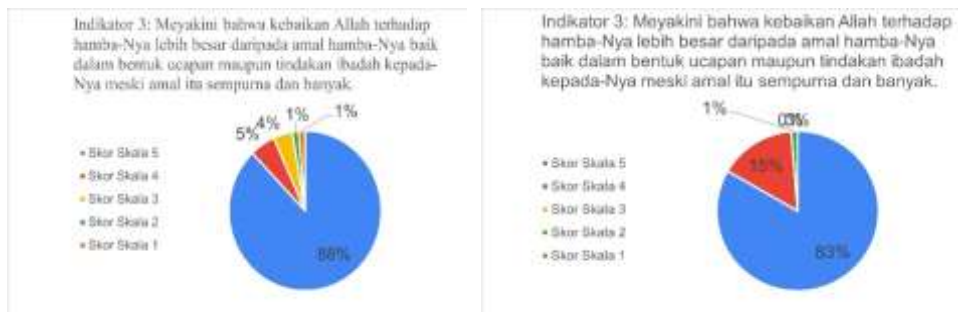 Indikator 3: Meyakini bahwa kebaikan Allah terhadap
hamba-Nya lebih besar daripada amal hamba-Nya baik
dalam bentuk ucapan maupun tindakan ibadah kepada-
Nya meski amal itu sempurna dan banyak.
5%
4%
1%
1%
88%
Skor Skala 5
Skor Skala 4
Skor Skala 3
Skor Skala 2
Skor Skala 1
Indikator 3: Meyakini bahwa kebaikan Allah terhadap
hamba-Nya lebih besar daripada amal hamba-Nya
baik dalam bentuk ucapan maupun tindakan ibadah
kepada-Nya meski amal itu sempurna dan banyak.
1%
15%
83%
Skor Skala 5
Skor Skala 4
Skor Skala 3
Skor Skala 2
Skor Skala 1